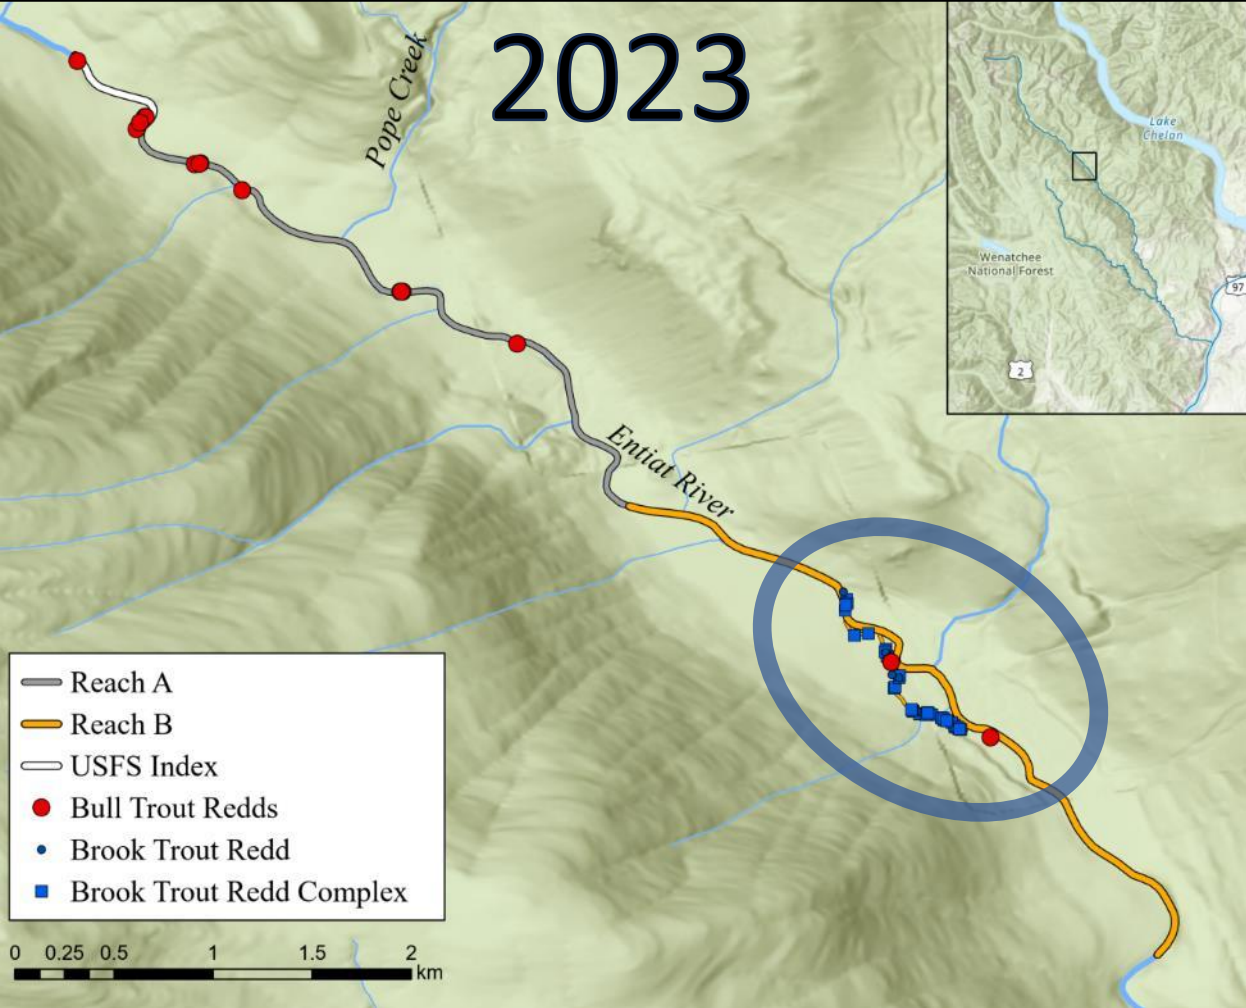 2023
Pope Creek
Lake
Chelan
Wenatchee
National Forest
97
2
Entiat River
Reach A
Reach B
USFS Index
Bull Trout Redds
Brook Trout Redd
Brook Trout Redd Complex
0 0.25 0.5 1 1.5 2
km